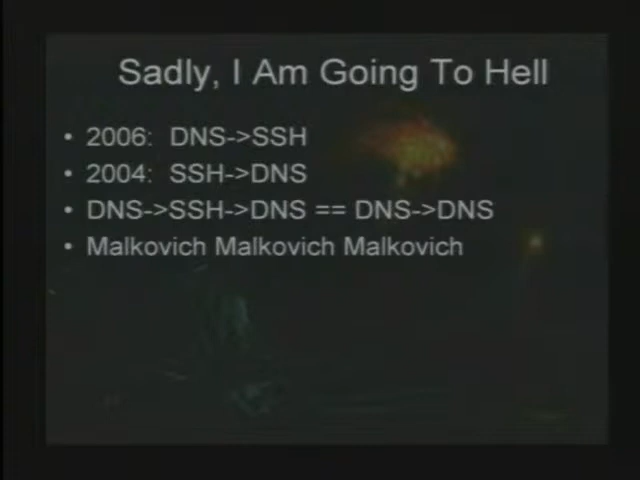 Sadly, I Am Going To Hell
• 2006: DNS->SSH
• 2004: SSH->DNS
• DNS->SSH->DNS == DNS->DNS
• Malkovich Malkovich Malkovich